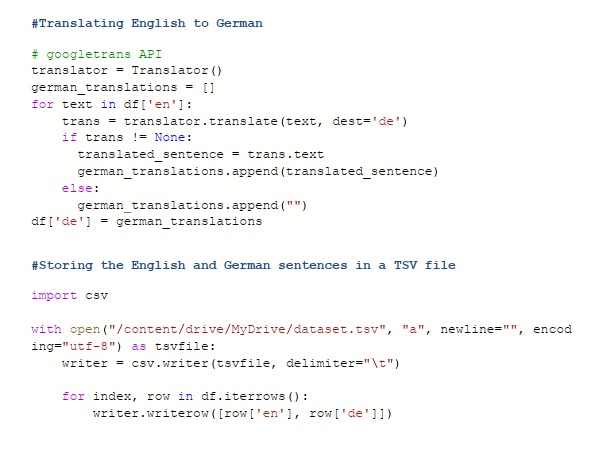 #Translating English to German
# googletrans API
translator = Translator()
german_translations = []
for text in df['en']:
    trans = translator.translate(text, dest='de')
    if trans != None:
      translated_sentence = trans.text
      german_translations.append(translated_sentence)
    else:
      german_translations.append("")
df['de'] = german_translations
#Storing the English and German sentences in a TSV file
import csv
with open("/content/drive/MyDrive/dataset.tsv", "a", newline="", encod
ing="utf-8") as tsvfile:
    writer = csv.writer(tsvfile, delimiter="\t")
    for index, row in df.iterrows():
        writer.writerow([row['en'], row['de']])